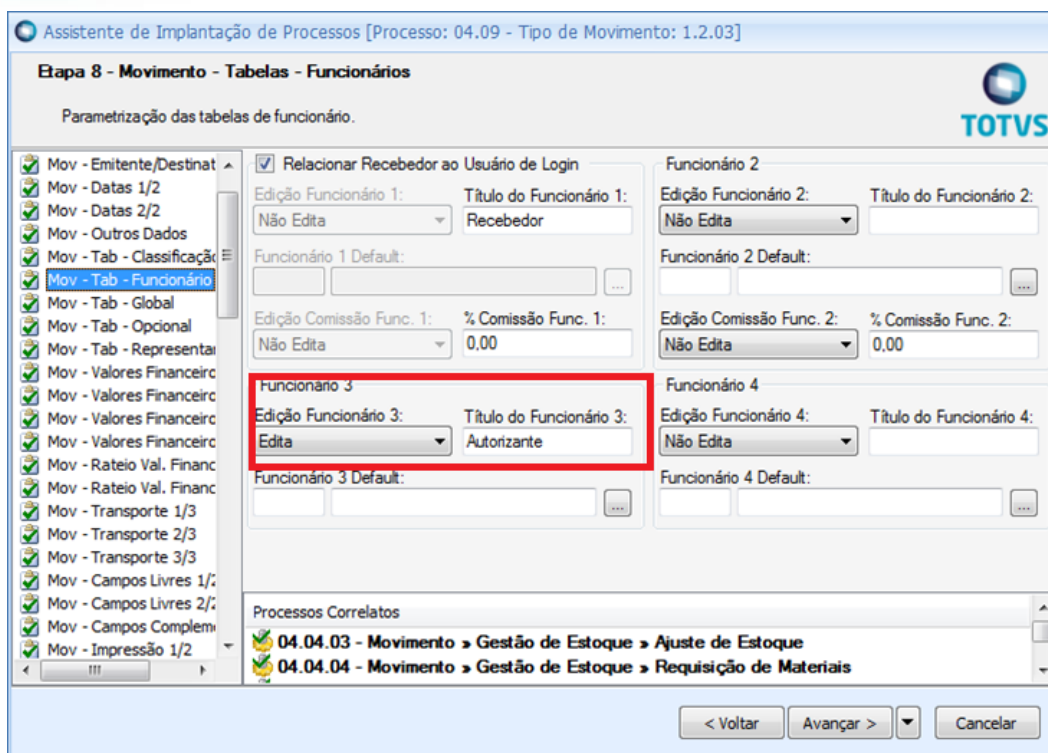 Assistente de Implantação de Processos [Processo: 04.09 - Tipo de Movimento: 1.2.03]
Etapa 8 - Movimento - Tabelas - Funcionários
Parametrização das tabelas de funcionário.
TOTVS
Mov - Emitente/Destinat
Mov - Datas 1/2
Mov - Datas 2/2
Mov - Outros Dados
Mov - Tab - Classificaçã
Mov - Tab - Funcionário
Mov - Tab - Global
Mov - Tab - Opcional
Mov - Tab - Representa
Mov - Valores Financeiro
Mov - Valores Financeiro
Mov - Valores Financeiro
Mov - Valores Financeiro
Mov - Rateio Val. Financ
Mov - Rateio Val. Financ
Mov - Transporte 1/3
Mov - Transporte 2/3
Mov - Transporte 3/3
Mov - Campos Livres 1/2
Mov - Campos Livres 2/2
Mov - Campos Complem
Mov - Impressão 1/2
Relacionar Recebedor ao Usuário de Login
Edição Funcionário 1: Título do Funcionário 1:
Não Edita Recebedor
Funcionário 1 Default:
...
Edição Comissão Func. 1: % Comissão Func. 1:
Não Edita 0,00
Funcionário 2
Edição Funcionário 2: Título do Funcionário 2:
Não Edita
Funcionário 2 Default:
...
Edição Comissão Func. 2: % Comissão Func. 2:
Não Edita 0,00
Funcionário 3
Edição Funcionário 3: Título do Funcionário 3:
Edita Autorizante
Funcionário 3 Default:
...
Funcionário 4
Edição Funcionário 4: Título do Funcionário 4:
Não Edita
Funcionário 4 Default:
...
Processos Correlatos
04.04.03 - Movimento » Gestão de Estoque » Ajuste de Estoque
04.04.04 - Movimento » Gestão de Estoque » Requisição de Materiais
< Voltar Avançar > Cancelar